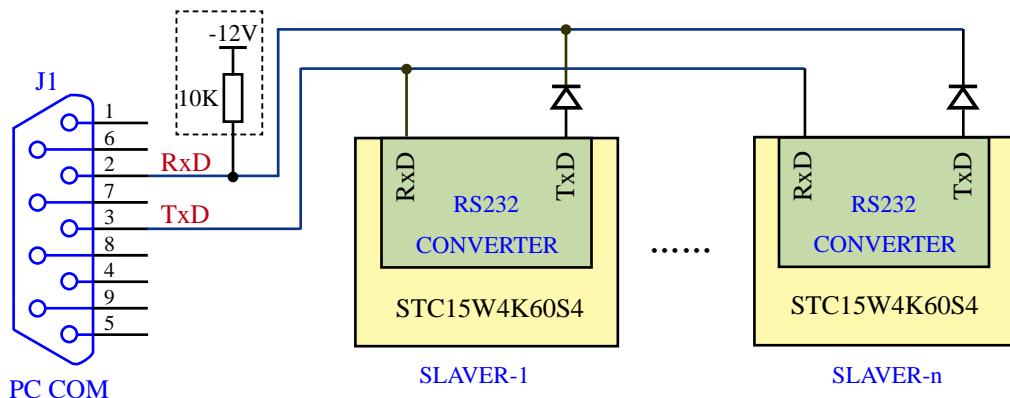 J1
-12V
10K
1
6
2
7
3
8
4
9
5
RxD
TxD
PC COM
RxD
TxD
RS232
CONVERTER
STC15W4K60S4
SLAVER-1
......
RxD
TxD
RS232
CONVERTER
STC15W4K60S4
SLAVER-n